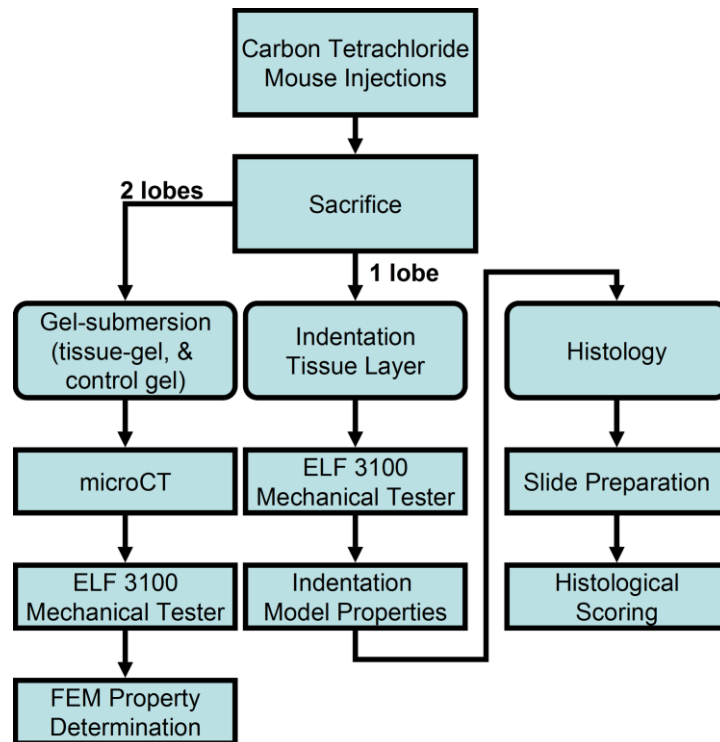 Carbon Tetrachloride
Mouse Injections
Sacrifice
2 lobes
1 lobe
Gel-submersion
(tissue-gel, &
control gel)
Indentation
Tissue Layer
Histology
microCT
ELF 3100
Mechanical Tester
Slide Preparation
ELF 3100
Mechanical Tester
Indentation
Model Properties
Histological
Scoring
FEM Property
Determination